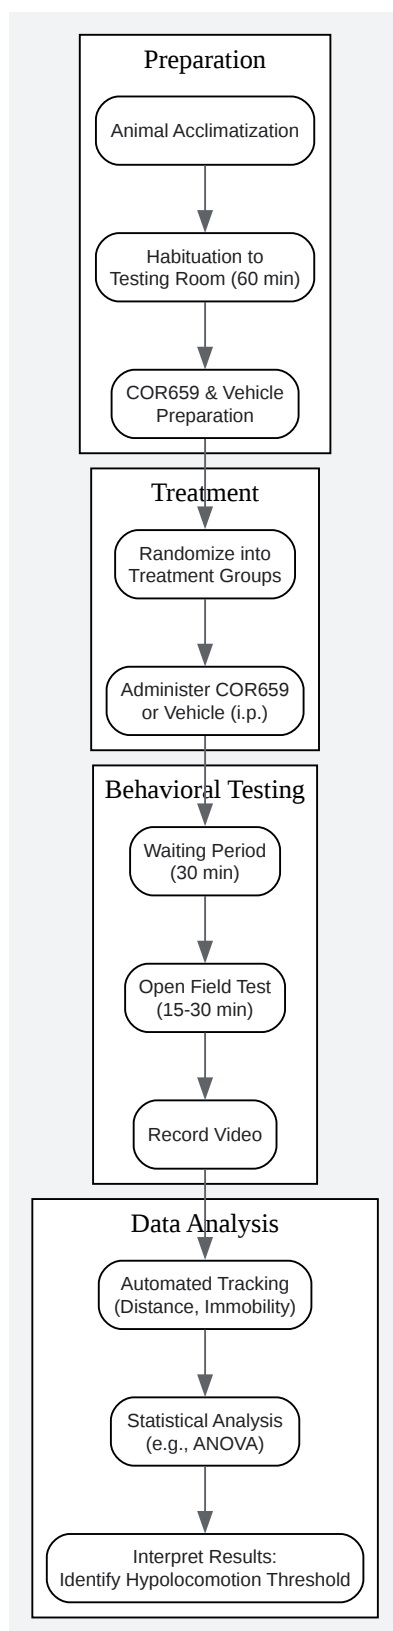 Preparation
Animal Acclimatization
Habituation to
Testing Room (60 min)
COR659 & Vehicle
Preparation
Treatment
Randomize into
Treatment Groups
Administer COR659
or Vehicle (i.p.)
Behavioral Testing
Waiting Period
(30 min)
Open Field Test
(15-30 min)
Record Video
Data Analysis
Automated Tracking
(Distance, Immobility)
Statistical Analysis
(e.g., ANOVA)
Interpret Results:
Identify Hypolocomotion Threshold